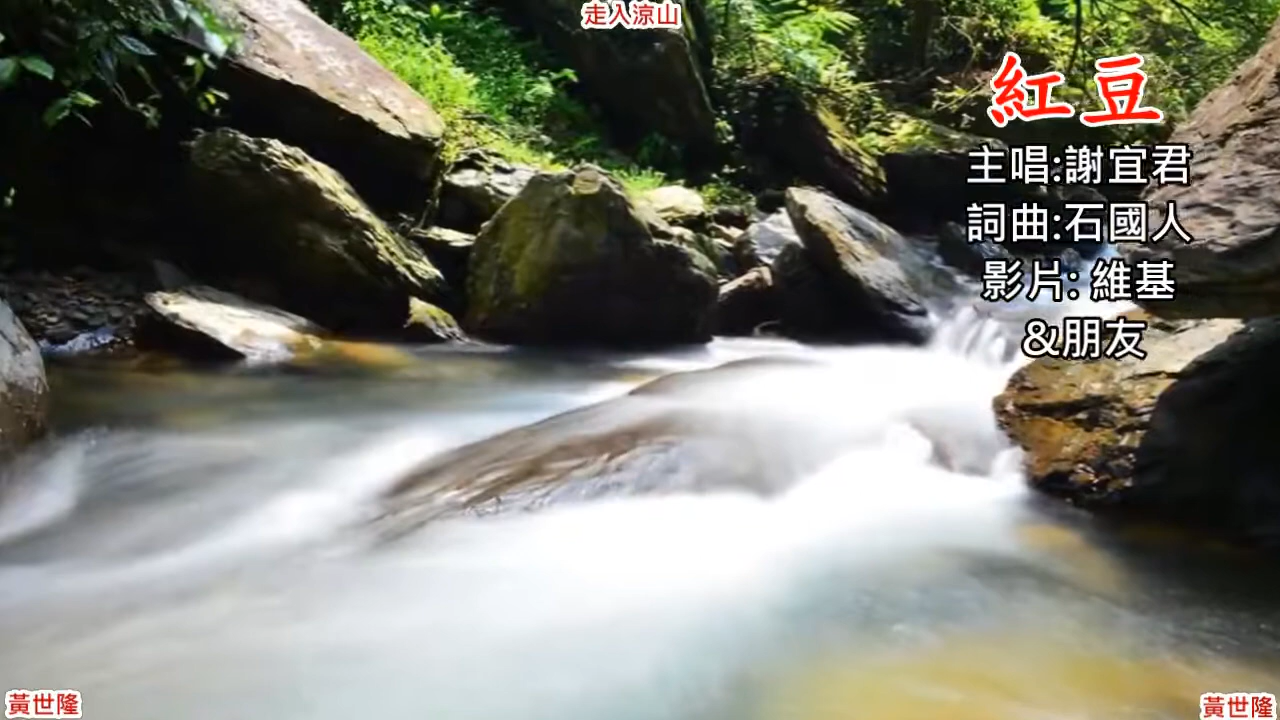 走入涼山
紅豆
主唱:謝宜君
詞曲:石國人
影片: 維基
&朋友
黃世隆
黃世隆